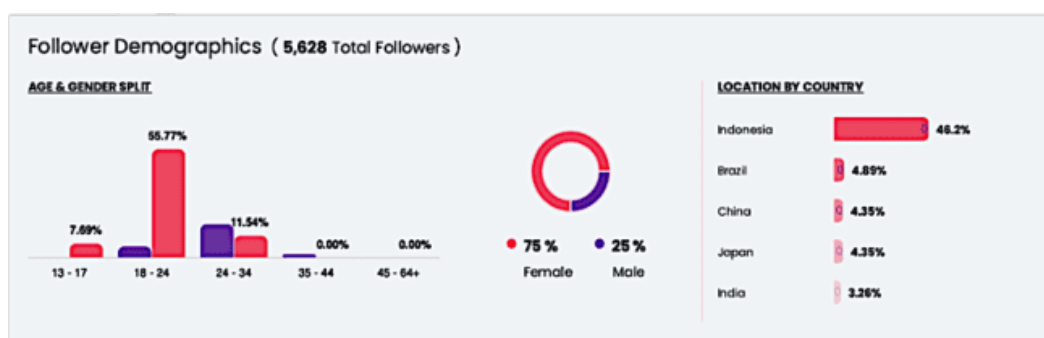 Follower Demographics ( 5,628 Total Followers )
AGE & GENDER SPLIT
55.77%
7.69%
11.54%
0.00%
0.00%
13 - 17
18 - 24
24 - 34
35 - 44
45 - 64+
75 %
25 %
Female
Male
LOCATION BY COUNTRY
Indonesia
46.2%
Brazil
4.89%
China
4.35%
Japan
4.35%
India
3.26%